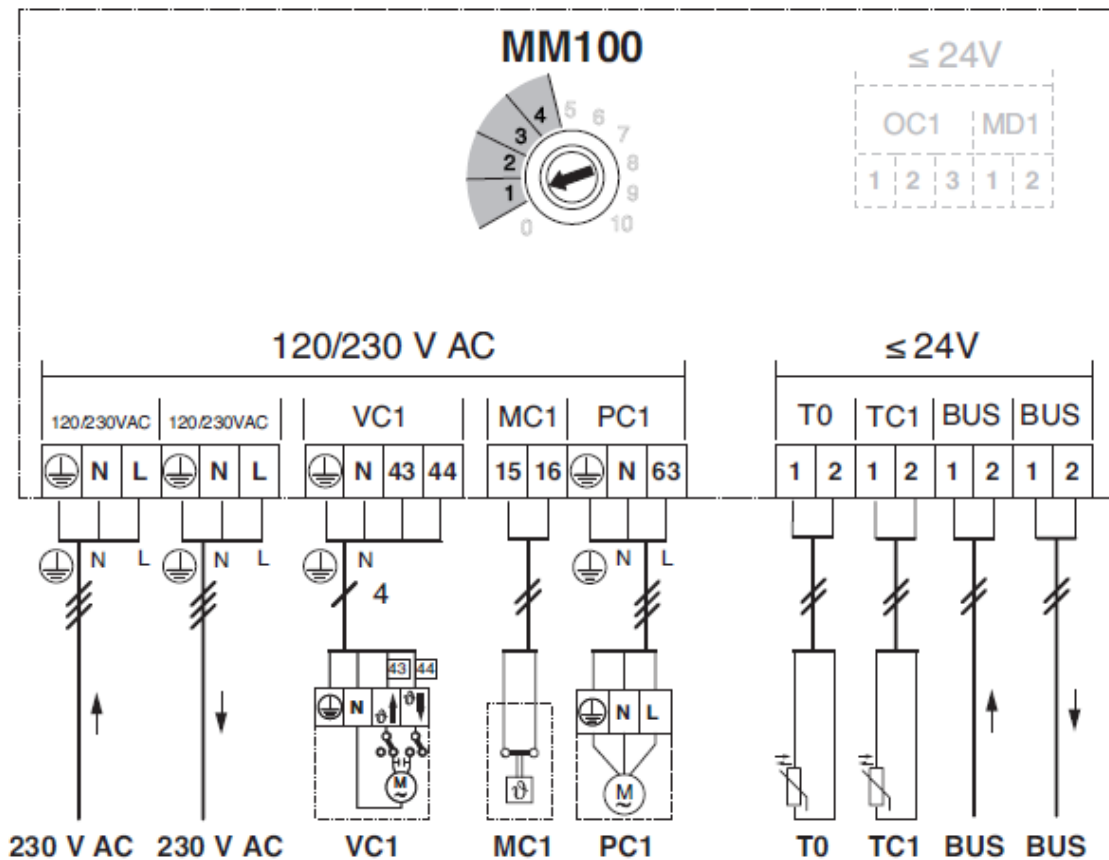 MM100
≤ 24V
OC1 MD1
1 2 3 1 2
0 1 2 3 4 5 6 7 8 9 10
120/230 V AC ≤ 24V
120/230VAC 120/230VAC VC1 MC1 PC1 T0 TC1 BUS BUS
N L N L N 43 44 15 16 N 63 1 2 1 2 1 2 1 2
N L N L N N L
4
43 44
N ϑ ϑ N L
M ~ ϑ M ~
230 V AC 230 V AC VC1 MC1 PC1 T0 TC1 BUS BUS